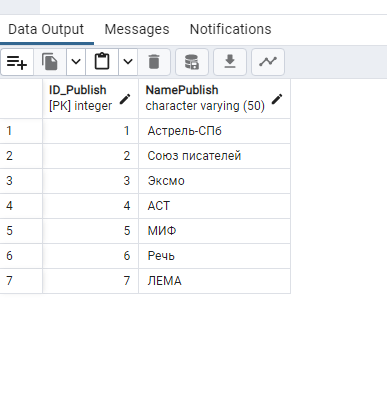 Data Output Messages Notifications
ID_Publish NamePublish
[PK] integer character varying (50)
1 1 Астрель-СПб
2 2 Союз писателей
3 3 Эксмо
4 4 АСТ
5 5 МИФ
6 6 Речь
7 7 ЛЕМА